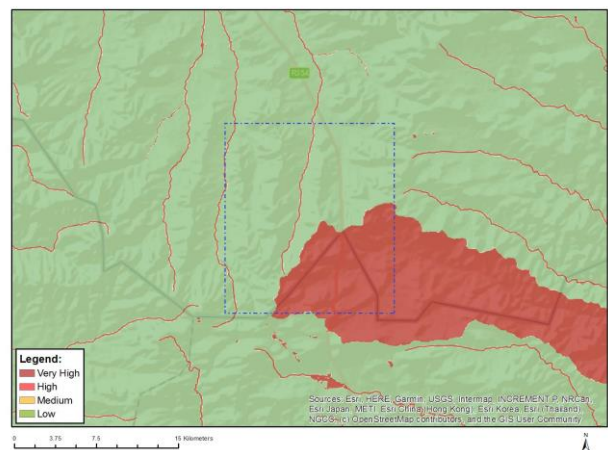 R354
Legend:
Very High
High
Medium
Low
Sources: Esri, HERE, Garmin, USGS, Intermap, INCREMENT P, NRCan,
Esri Japan, METI, Esri China (Hong Kong), Esri Korea, Esri (Thailand),
NGCC, (c) OpenStreetMap contributors, and the GIS User Community
0 3.75 7.5 15 Kilometers
N